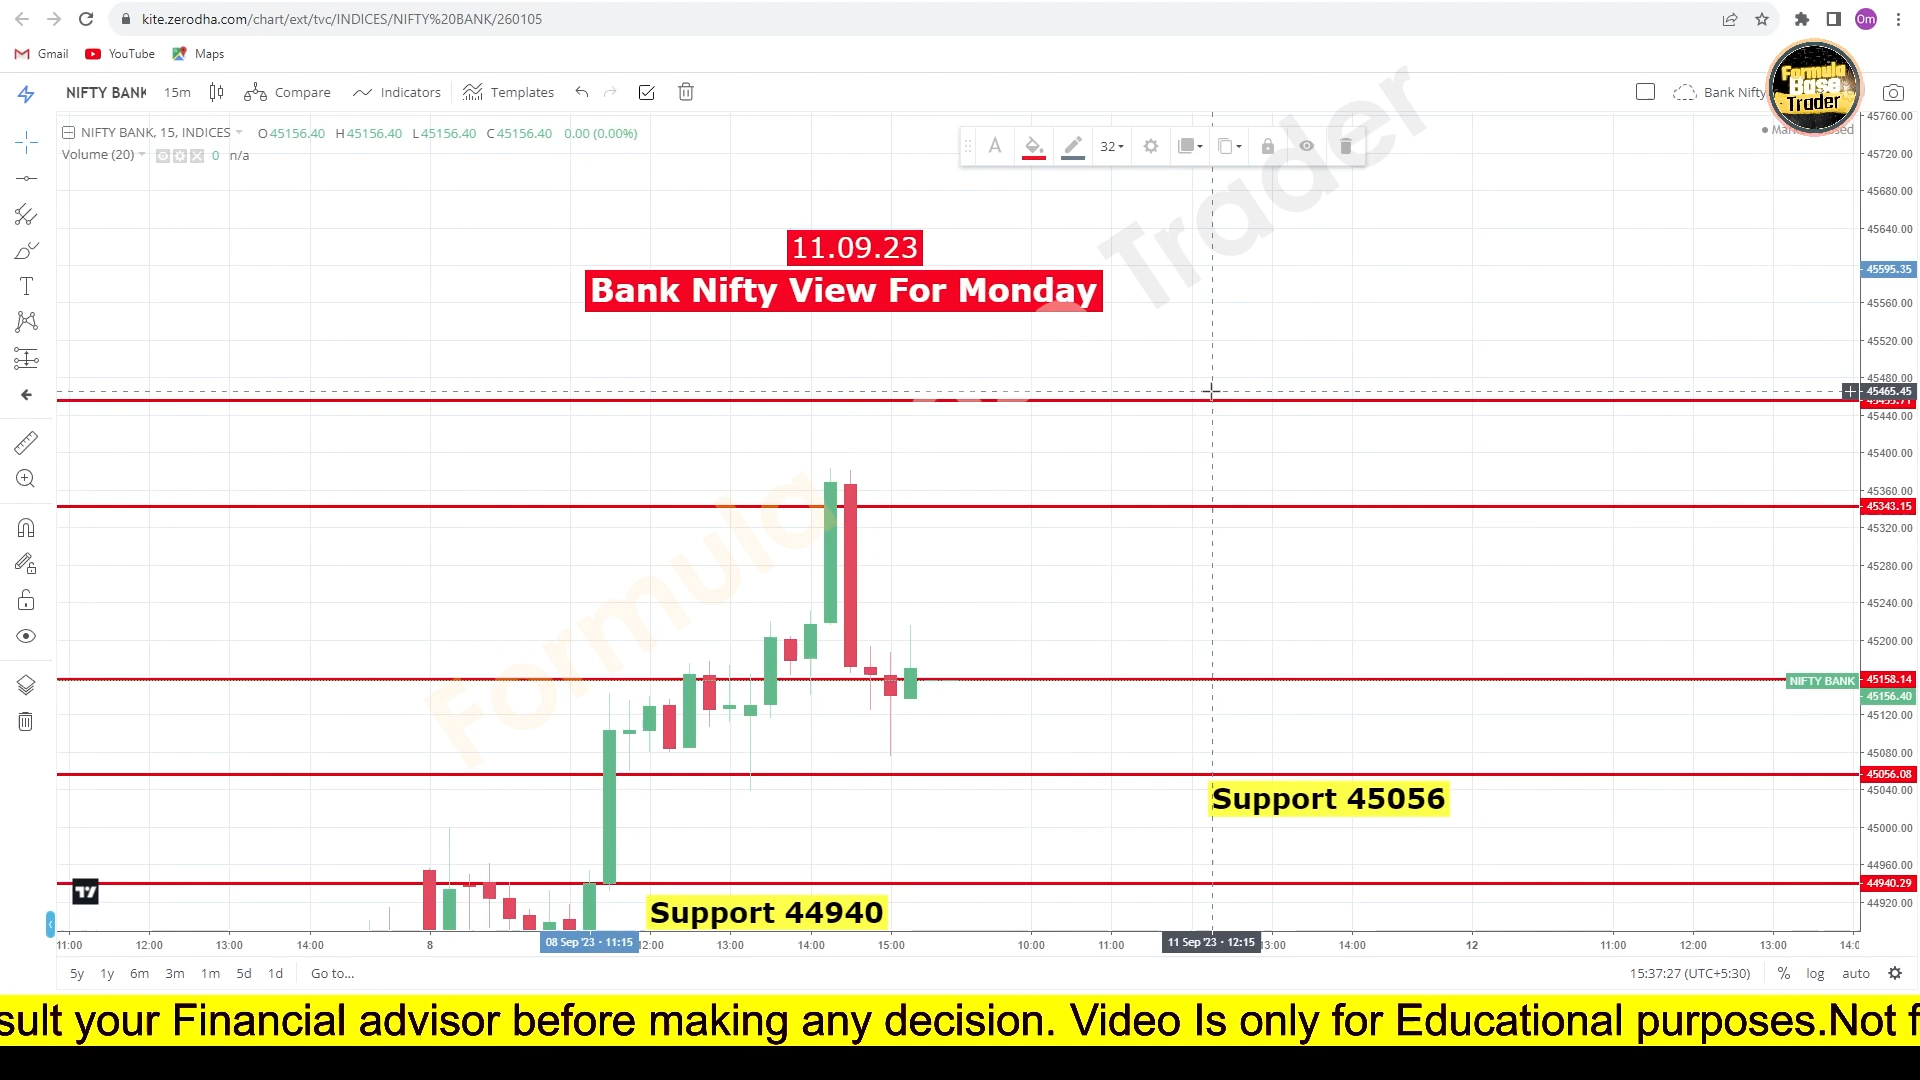 kite.zerodha.com/chart/ext/tvc/INDICES/NIFTY%20BANK/260105
Om
Gmail YouTube Maps
NIFTY BANK 15m Compare Indicators Templates
Bank Nifty
Formula
Base
Trader
NIFTY BANK, 15, INDICES O45156.40 H45156.40 L45156.40 C45156.40 0.00 (0.00%)
Volume (20) 0 n/a
A 32
Formula
Trader
11.09.23
Bank Nifty View For Monday
45760.00
45720.00
45680.00
45640.00
45595.35
45560.00
45520.00
45480.00
45465.45
45440.00
45400.00
45360.00
45343.15
45320.00
45280.00
45240.00
45200.00
NIFTY BANK 45158.14
45156.40
45120.00
45080.00
45056.08
45040.00
Support 45056
45000.00
44960.00
44940.29
44920.00
Support 44940
11:00 12:00 13:00 14:00 8 08 Sep '23 - 11:15 12:00 13:00 14:00 15:00 10:00 11:00 11 Sep '23 - 12:15 13:00 14:00 12 11:00 12:00 13:00
5y 1y 6m 3m 1m 5d 1d Go to... 15:37:27 (UTC+5:30) % log auto
sult your Financial advisor before making any decision. Video Is only for Educational purposes.Not f